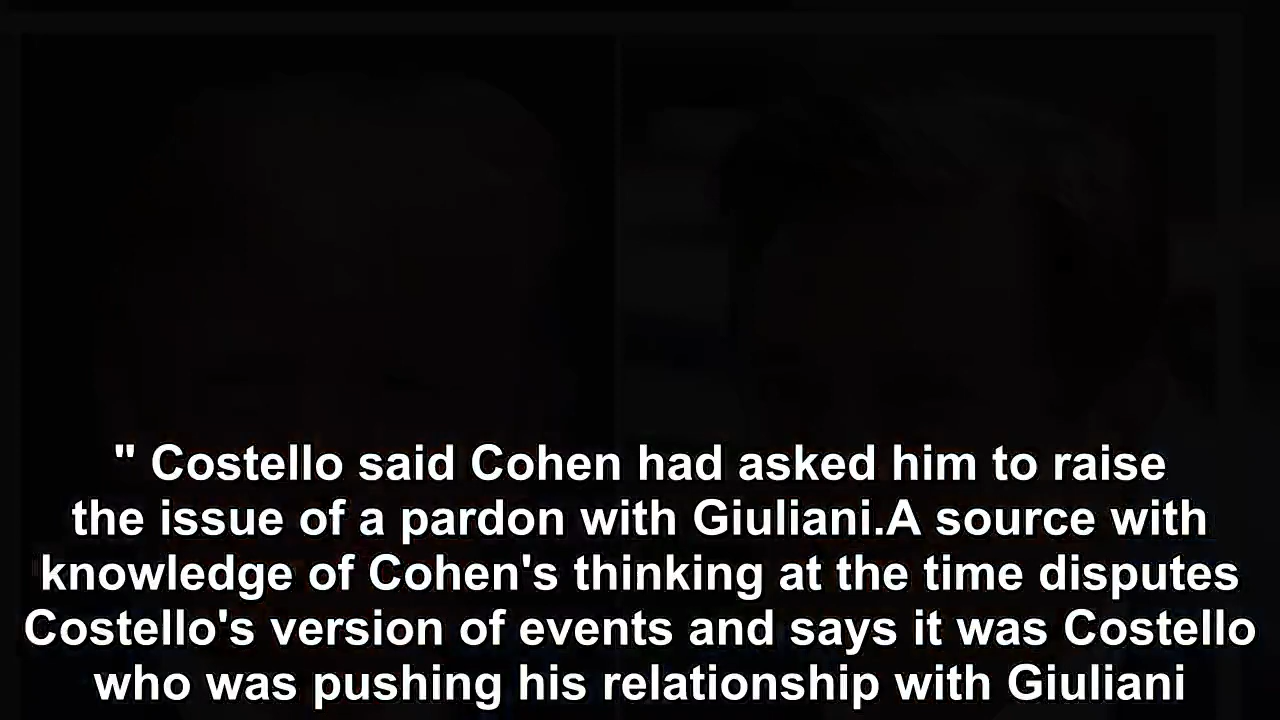 " Costello said Cohen had asked him to raise
the issue of a pardon with Giuliani.A source with
knowledge of Cohen's thinking at the time disputes
Costello's version of events and says it was Costello
who was pushing his relationship with Giuliani